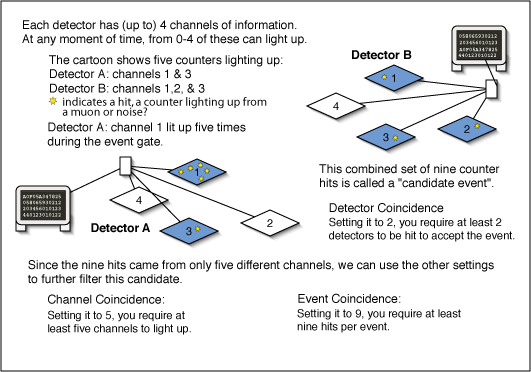 Each detector has (up to) 4 channels of information.
At any moment of time, from 0-4 of these can light up.
The cartoon shows five counters lighting up:
Detector A: channels 1 & 3
Detector B: channels 1,2, & 3
indicates a hit, a counter lighting up from
a muon or noise?
Detector A: channel 1 lit up five times
during the event gate.
Detector B
058065930212
203456010123
A0F05A347825
440123010212
1
4
3
2
This combined set of nine counter
hits is called a "candidate event".
Detector Coincidence
Setting it to 2, you require at least 2
detectors to be hit to accept the event.
A0F05A347825
058065930212
203456010123
440123010212
1
4
3
2
Detector A
Since the nine hits came from only five different channels, we can use the other settings
to further filter this candidate.
Channel Coincidence:
Setting it to 5, you require at
least five channels to light up.
Event Coincidence:
Setting it to 9, you require at least
nine hits per event.